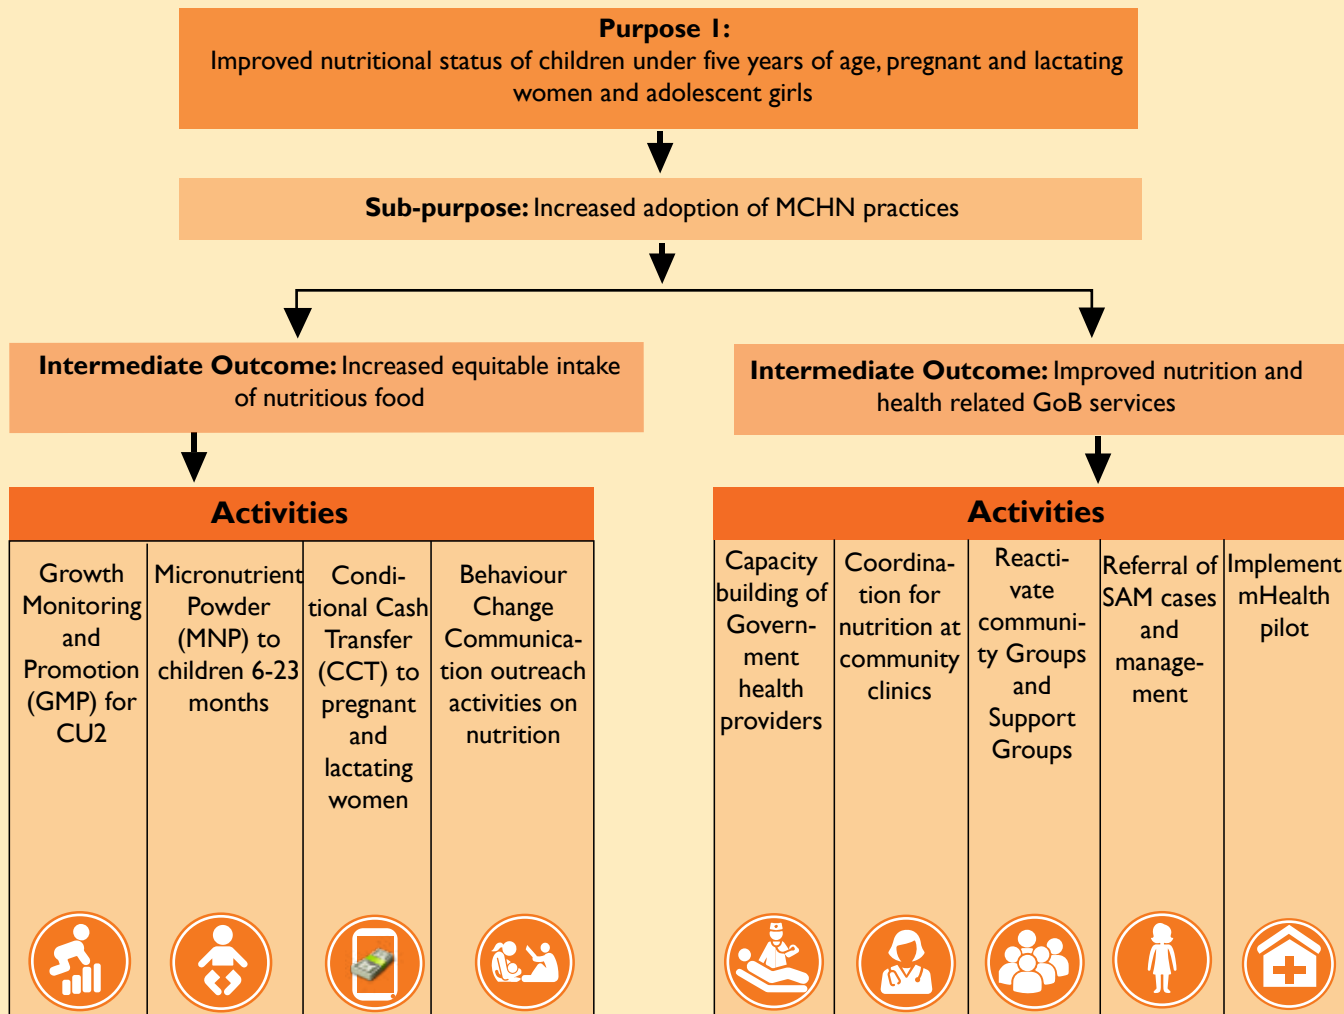 Purpose 1:
Improved nutritional status of children under five years of age, pregnant and lactating
women and adolescent girls
Sub-purpose: Increased adoption of MCHN practices
Intermediate Outcome: Increased equitable intake
of nutritious food
Intermediate Outcome: Improved nutrition and
health related GoB services
Activities
Growth
Monitoring
and
Promotion
(GMP) for
CU2
Micronutrient
Powder
(MNP) to
children 6-23
months
Condi-
tional Cash
Transfer
(CCT) to
pregnant
and
lactating
women
Behaviour
Change
Communica-
tion outreach
activities on
nutrition
Activities
Capacity
building of
Govern-
ment
health
providers
Coordina-
tion for
nutrition at
community
clinics
Reacti-
vate
communi-
ty Groups
and
Support
Groups
Referral of
SAM cases
and
manage-
ment
Implement
mHealth
pilot